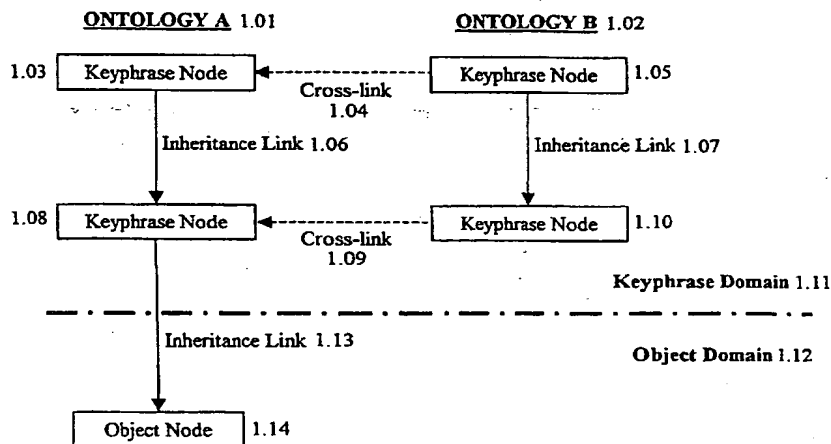 ONTOLOGY A 1.01 ONTOLOGY B 1.02
1.03 Keyphrase Node Keyphrase Node 1.05
Cross-link
1.04
Inheritance Link 1.06 Inheritance Link 1.07
1.08 Keyphrase Node Keyphrase Node 1.10
Cross-link
1.09
Keyphrase Domain 1.11
Inheritance Link 1.13
Object Domain 1.12
Object Node 1.14